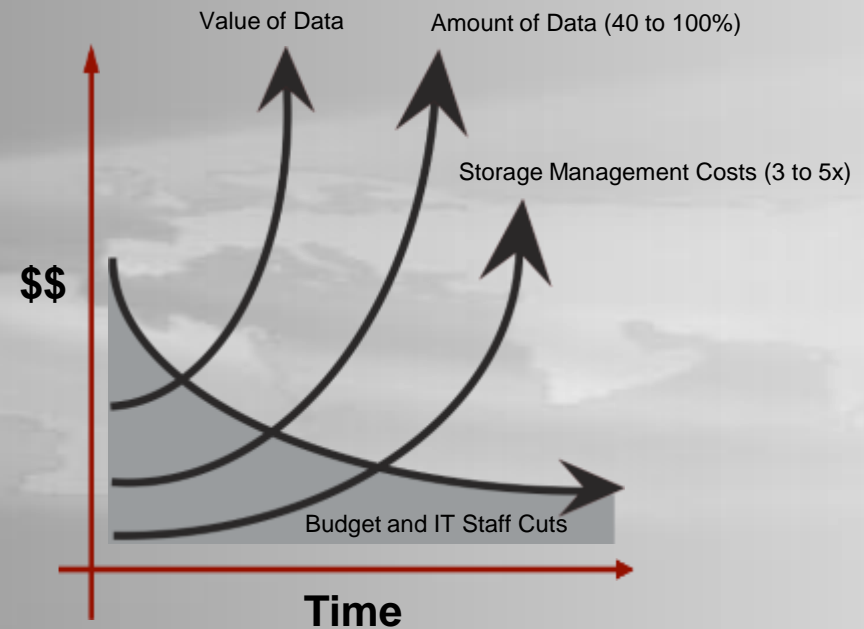 Value of Data
Amount of Data (40 to 100%)
Storage Management Costs (3 to 5x)
$$
Budget and IT Staff Cuts
Time